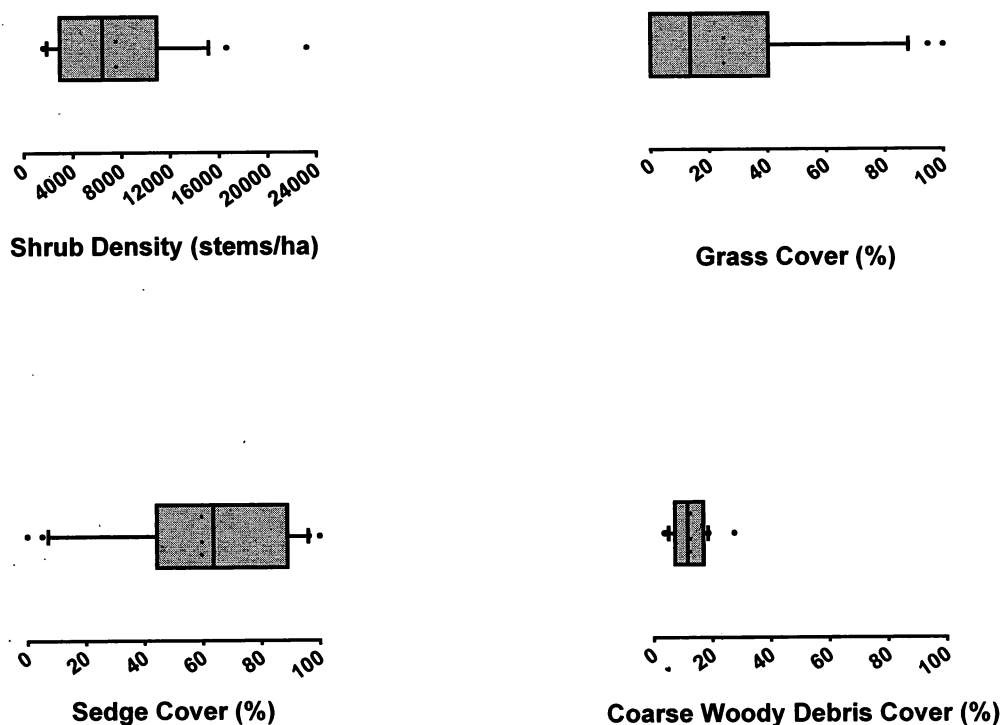 0 4000 8000 12000 16000 20000 24000
Shrub Density (stems/ha)
0 20 40 60 80 100
Grass Cover (%)
0 20 40 60 80 100
Sedge Cover (%)
0 20 40 60 80 100
Coarse Woody Debris Cover (%)